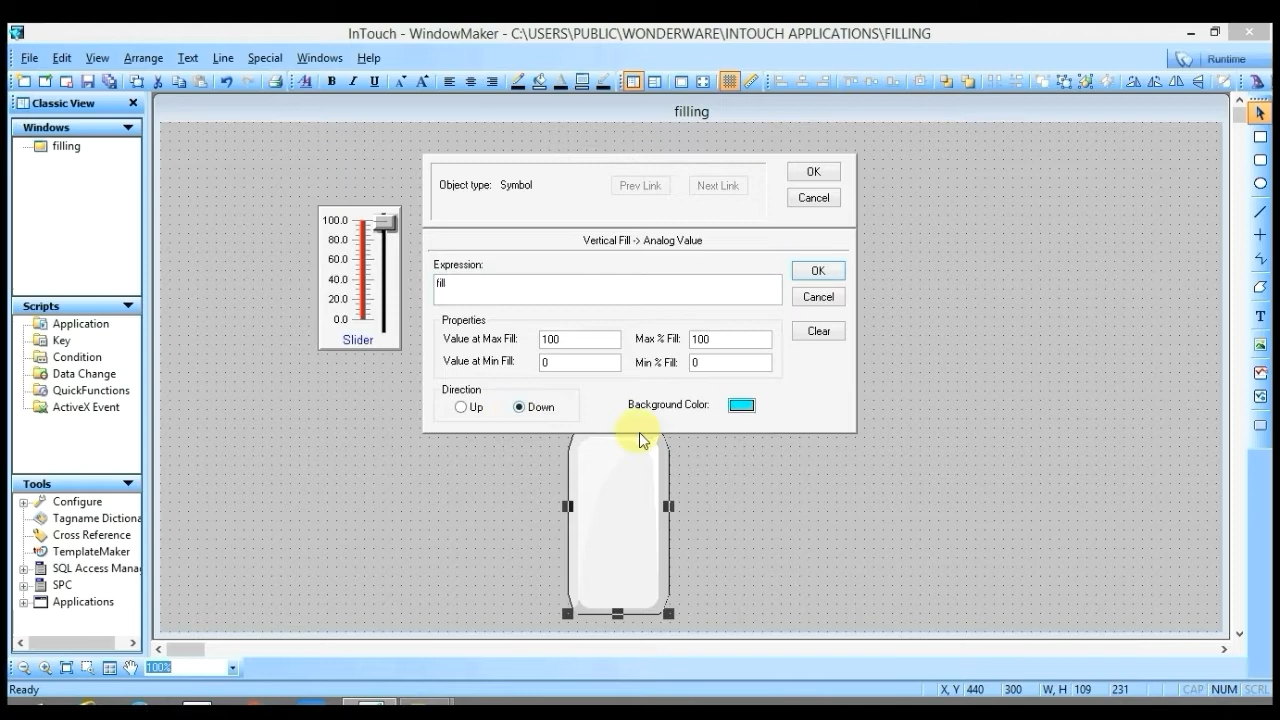 InTouch - WindowMaker - C:\USERS\PUBLIC\WONDERWARE\INTOUCH APPLICATIONS\FILLING
File Edit View Arrange Text Line Special Windows Help
Runtime
B I U
Classic View
Windows
filling
Scripts
Application
Key
Condition
Data Change
QuickFunctions
ActiveX Event
Tools
Configure
Tagname Dictiona
Cross Reference
TemplateMaker
SQL Access Mana
SPC
Applications
filling
100.0
80.0
60.0
40.0
20.0
0.0
Slider
Object type: Symbol
Prev Link Next Link
OK
Cancel
Vertical Fill -> Analog Value
Expression:
fill
OK
Cancel
Clear
Properties
Value at Max Fill: 100 Max % Fill: 100
Value at Min Fill: 0 Min % Fill: 0
Direction
Up Down
Background Color:
100%
Ready X, Y 440 300 W, H 109 231 CAP NUM SCRL